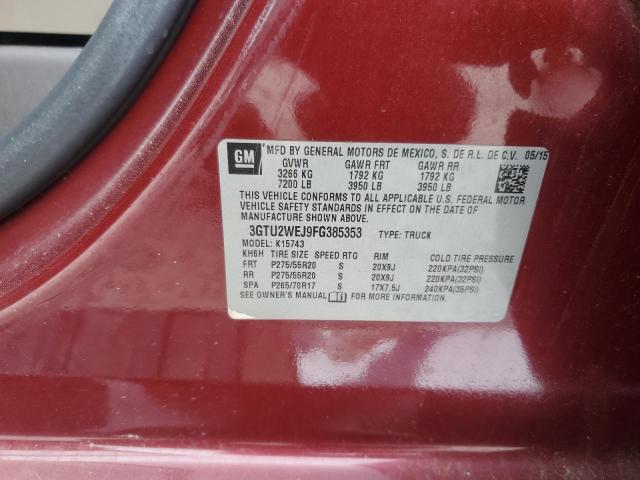 GM MFD BY GENERAL MOTORS DE MEXICO, S. DE R.L. DE C.V. 05/15
GVWR GAWR FRT GAWR RR
3266 KG 1792 KG 1792 KG
7200 LB 3950 LB 3950 LB
THIS VEHICLE CONFORMS TO ALL APPLICABLE U.S. FEDERAL MOTOR
VEHICLE SAFETY STANDARDS IN EFFECT ON THE DATE OF
MANUFACTURE SHOWN ABOVE.
3GTU2WEJ9FG385353 TYPE: TRUCK
MODEL: K15743
KH6H TIRE SIZE SPEED RTG RIM COLD TIRE PRESSURE
FRT P275/55R20 S 20X9J 220KPA(32PSI)
RR P275/55R20 S 20X9J 220KPA(32PSI)
SPA P265/70R17 S 17X7.5J 240KPA(35PSI)
SEE OWNER'S MANUAL FOR MORE INFORMATION.